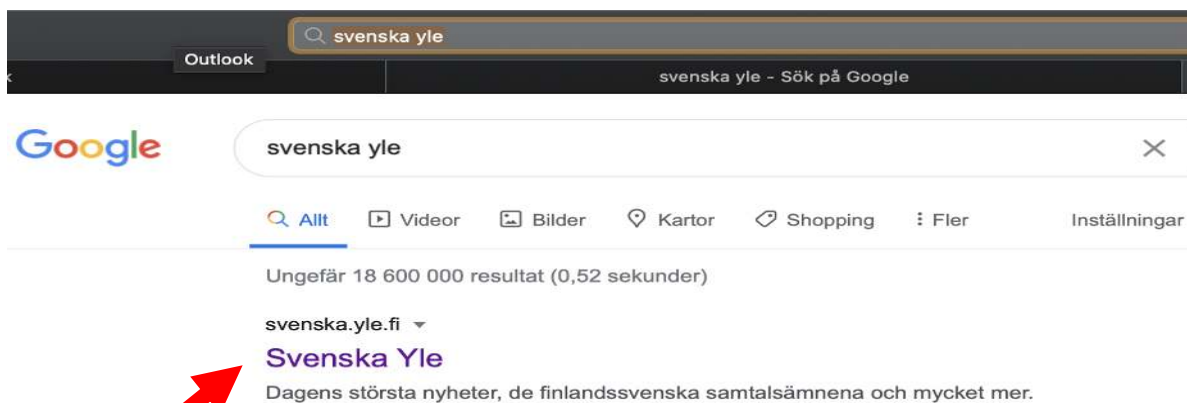 svenska yle
Outlook
svenska yle - Sök på Google
Google
svenska yle
Allt Videor Bilder Kartor Shopping Fler Inställningar
Ungefär 18 600 000 resultat (0,52 sekunder)
svenska.yle.fi
Svenska Yle
Dagens största nyheter, de finlandssvenska samtalsämnena och mycket mer.